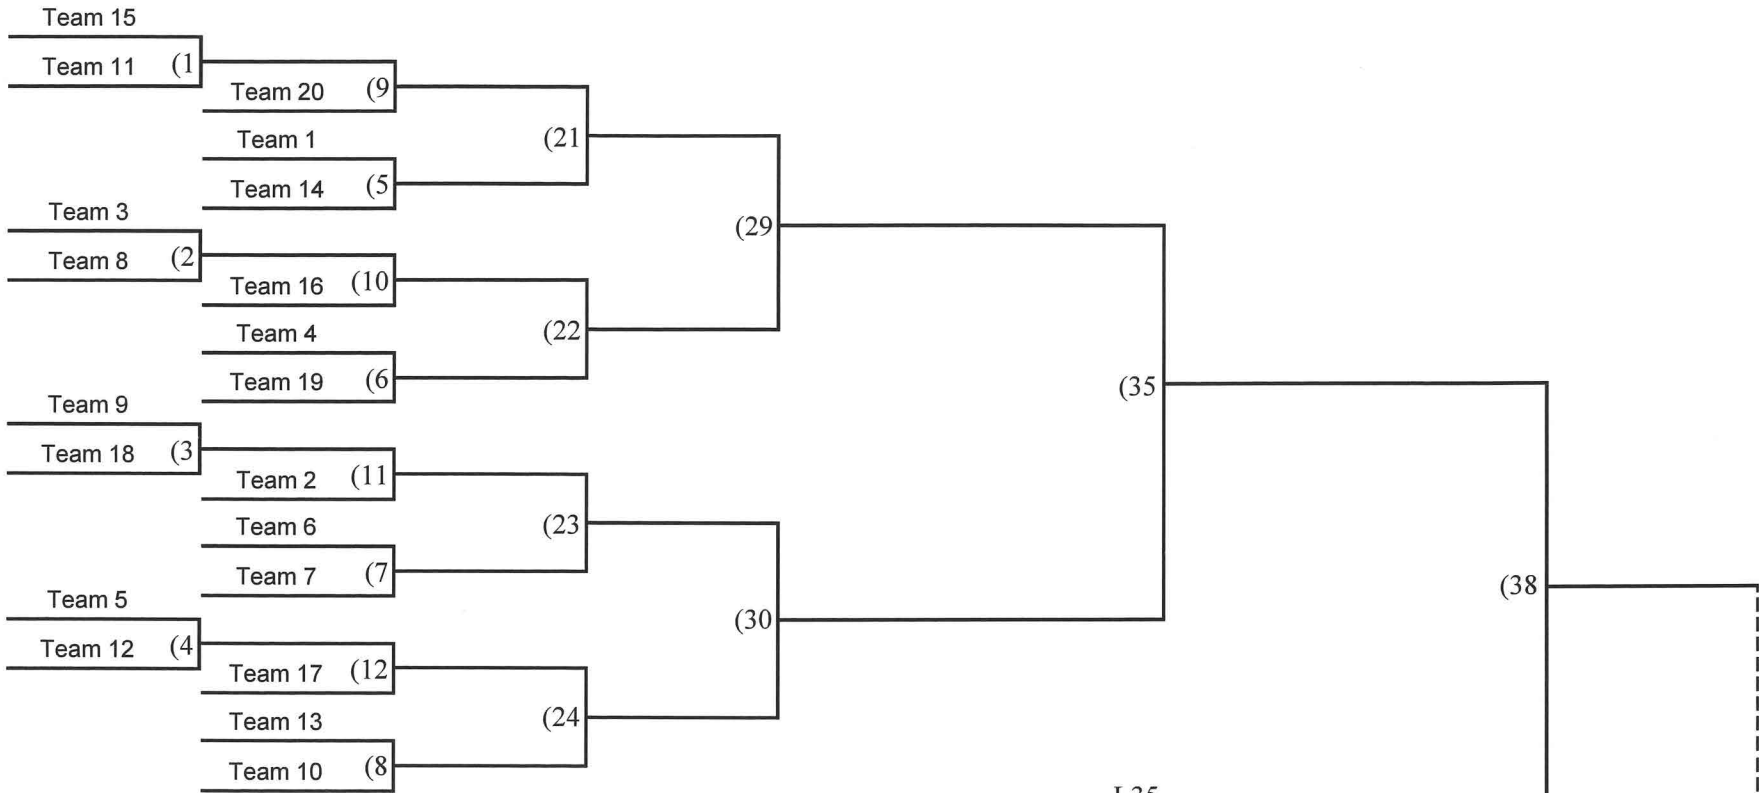 Team 15
Team 11 (1
Team 20 (9
Team 1 (21
Team 14 (5
Team 3
(29
Team 8 (2
Team 16 (10
Team 4 (22
Team 19 (6
(35
Team 9
Team 18 (3
Team 2 (11
Team 6 (23
Team 7 (7
(38
Team 5
(30
Team 12 (4
Team 17 (12
Team 13 (24
Team 10 (8